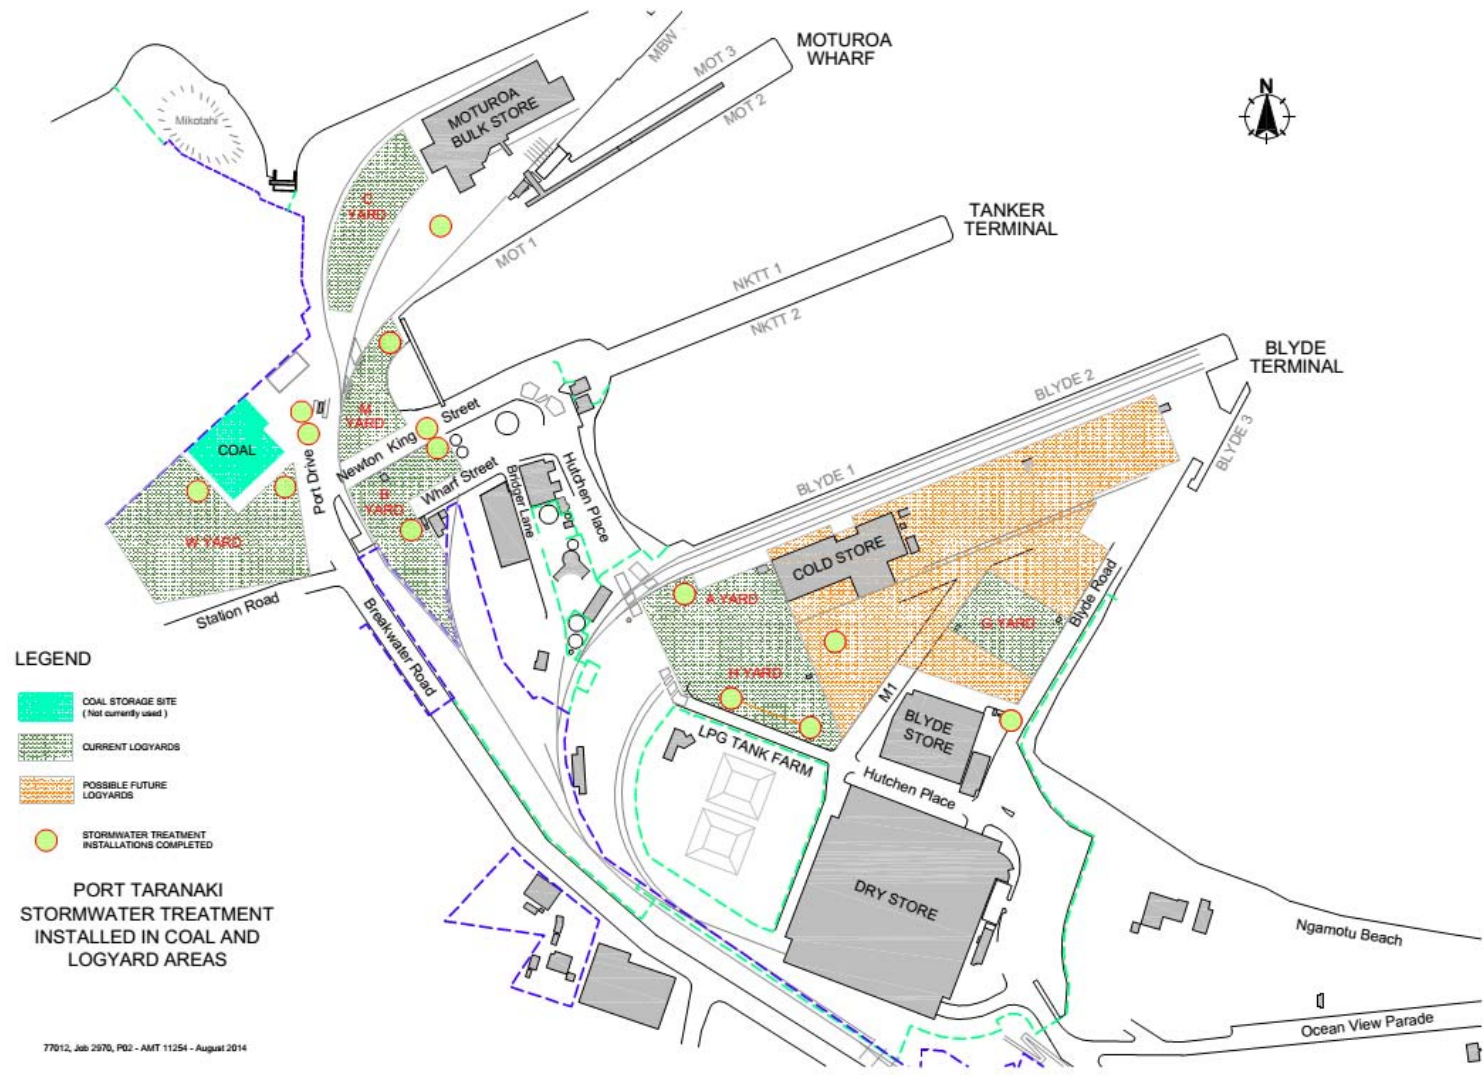 MOTUROA
WHARF
N
MBW
MOT 3
MOT 2
MOTUROA
BULK STORE
Mikotahi
C
YARD
MOT 1
TANKER
TERMINAL
NKTT 1
NKTT 2
BLYDE
TERMINAL
BLYDE 2
BLYDE 1
BLYDE 3
M
YARD
Newton King Street
COAL
Port Drive
B
YARD
Wharf Street
Bridger Lane
Hutchen Place
W YARD
COLD STORE
A YARD
G YARD
Blyde Road
Station Road
Breakwater Road
H YARD
M1
BLYDE
STORE
LPG TANK FARM
Hutchen Place
DRY STORE
Ngamotu Beach
Ocean View Parade
LEGEND
COAL STORAGE SITE
( Not currently used )
CURRENT LOGYARDS
POSSIBLE FUTURE
LOGYARDS
STORMWATER TREATMENT
INSTALLATIONS COMPLETED
PORT TARANAKI
STORMWATER TREATMENT
INSTALLED IN COAL AND
LOGYARD AREAS
77012, Job 2970, P02 - AMT 11254 - August 2014